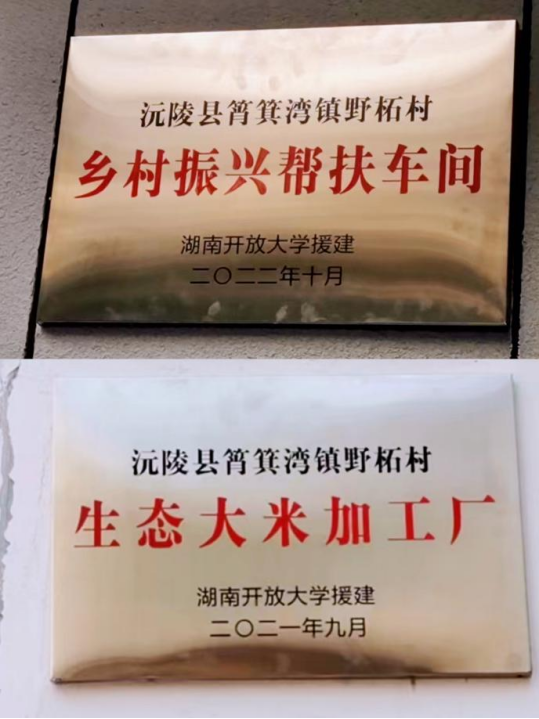 沅陵县筲箕湾镇野柘村
乡村振兴帮扶车间
湖南开放大学援建
二〇二二年十月
沅陵县筲箕湾镇野柘村
生态大米加工厂
湖南开放大学援建
二〇二一年九月